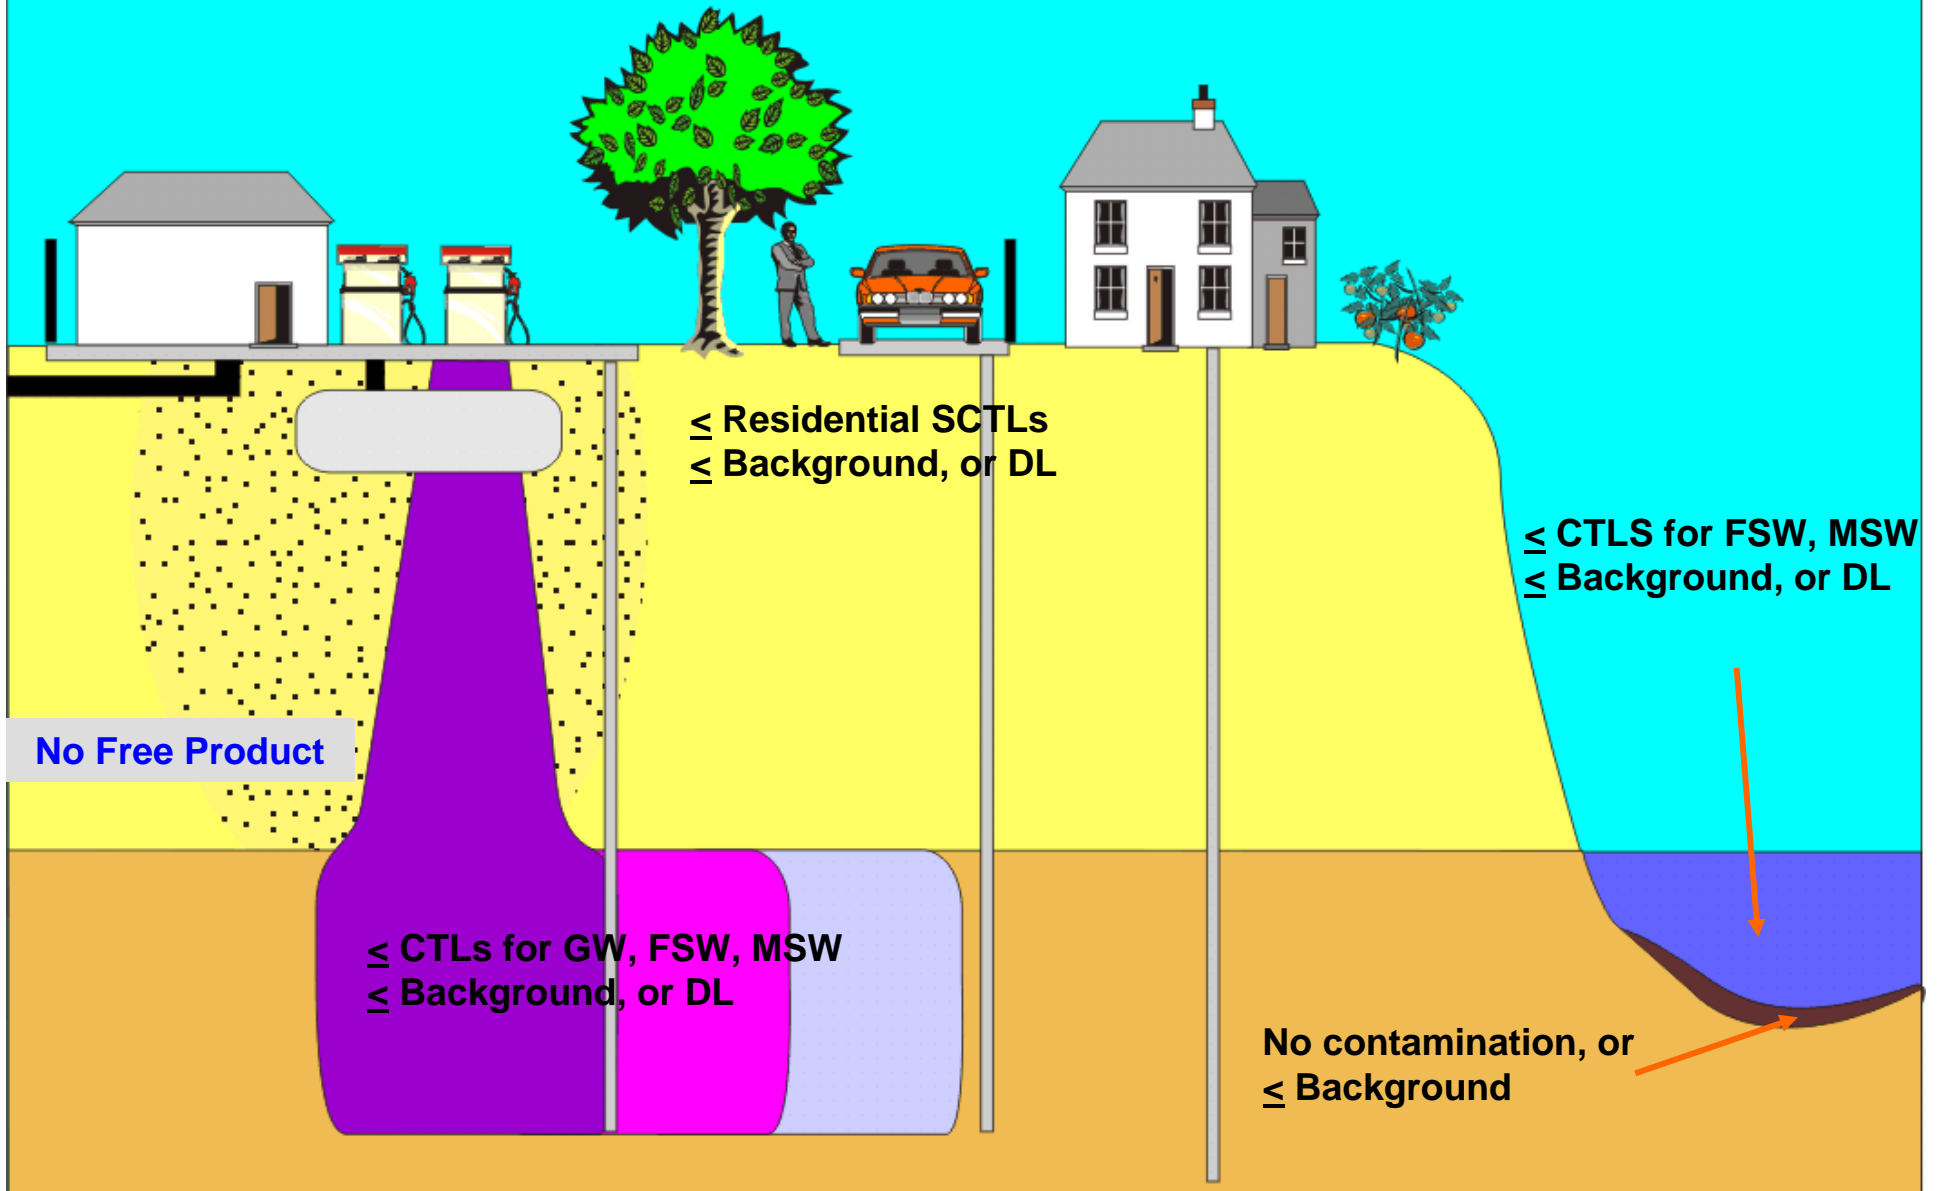 ≤ Residential SCTLs
≤ Background, or DL
≤ CTLS for FSW, MSW
≤ Background, or DL
No Free Product
≤ CTLs for GW, FSW, MSW
≤ Background, or DL
No contamination, or
≤ Background